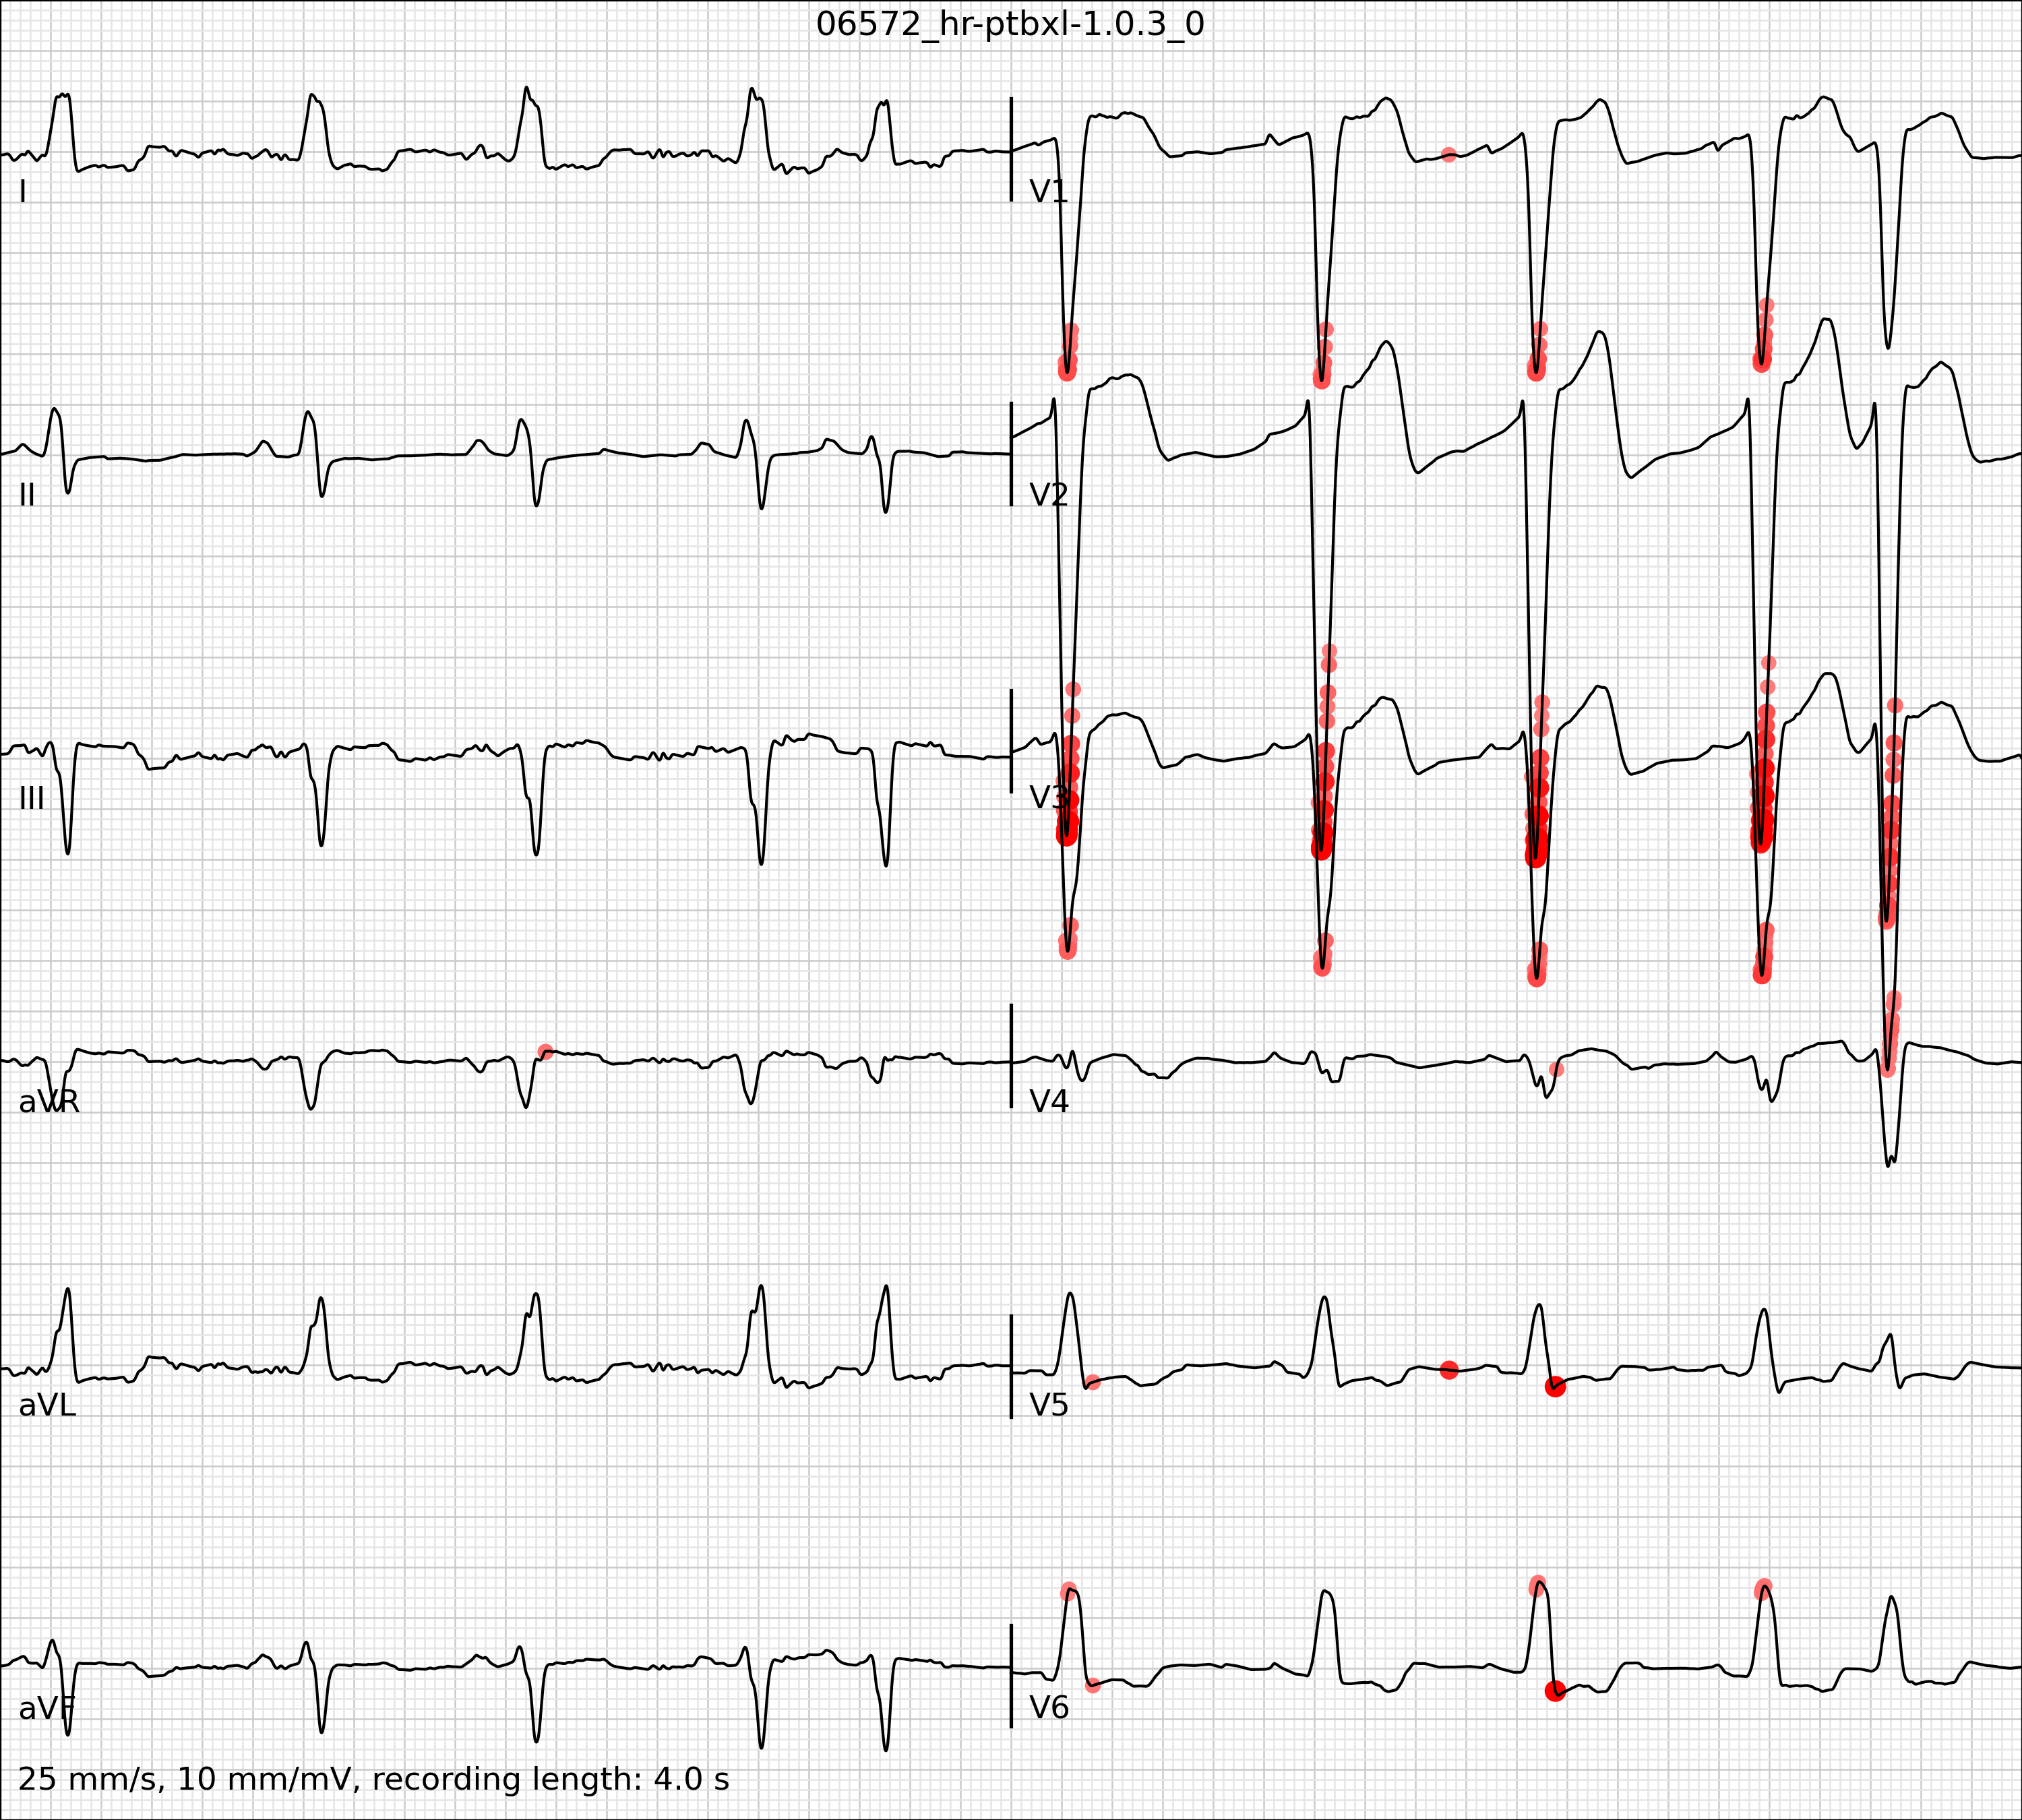 06572_hr-ptbxl-1.0.3_0
I
V1
II
V2
III
V3
aVR
V4
aVL
V5
aVF
V6
25 mm/s, 10 mm/mV, recording length: 4.0 s